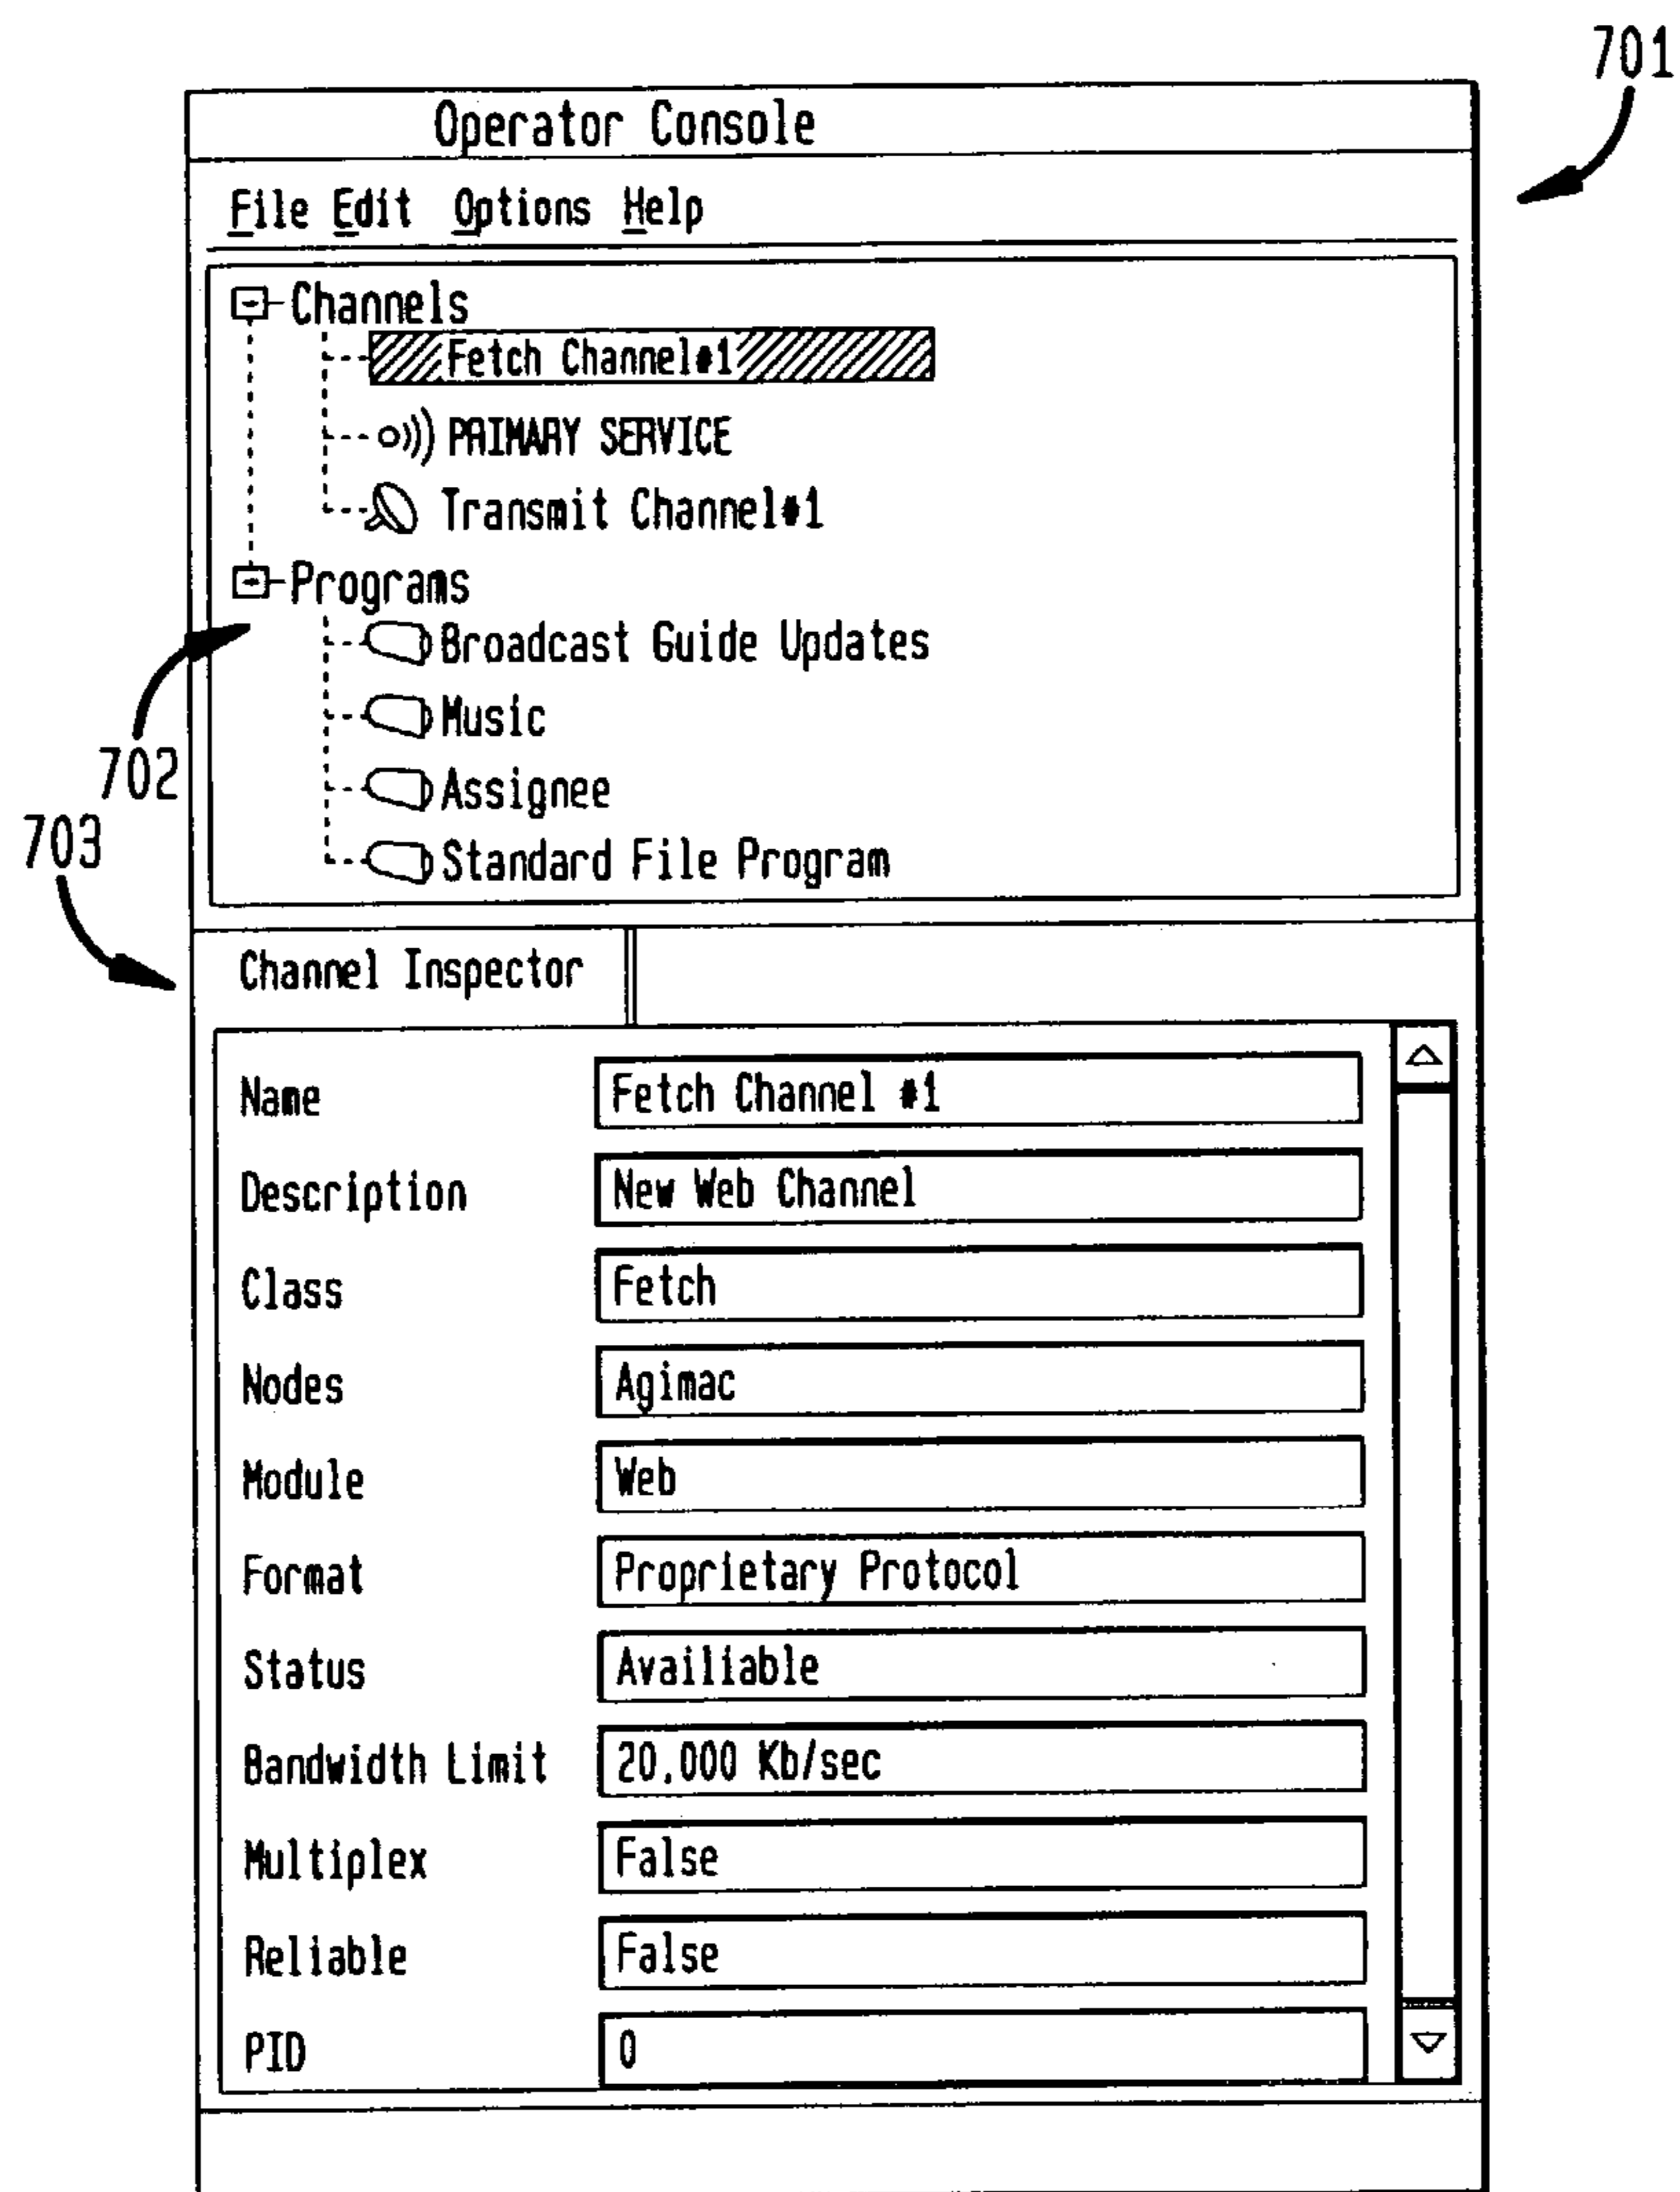 701
Operator Console
File Edit Options Help
Channels
Fetch Channel#1
PRIMARY SERVICE
Transmit Channel#1
Programs
Broadcast Guide Updates
702
Music
Assignee
703
Standard File Program
Channel Inspector
Name Fetch Channel #1
Description New Web Channel
Class Fetch
Nodes Agimac
Module Web
Format Proprietary Protocol
Status Availiable
Bandwidth Limit 20,000 Kb/sec
Multiplex False
Reliable False
PID 0